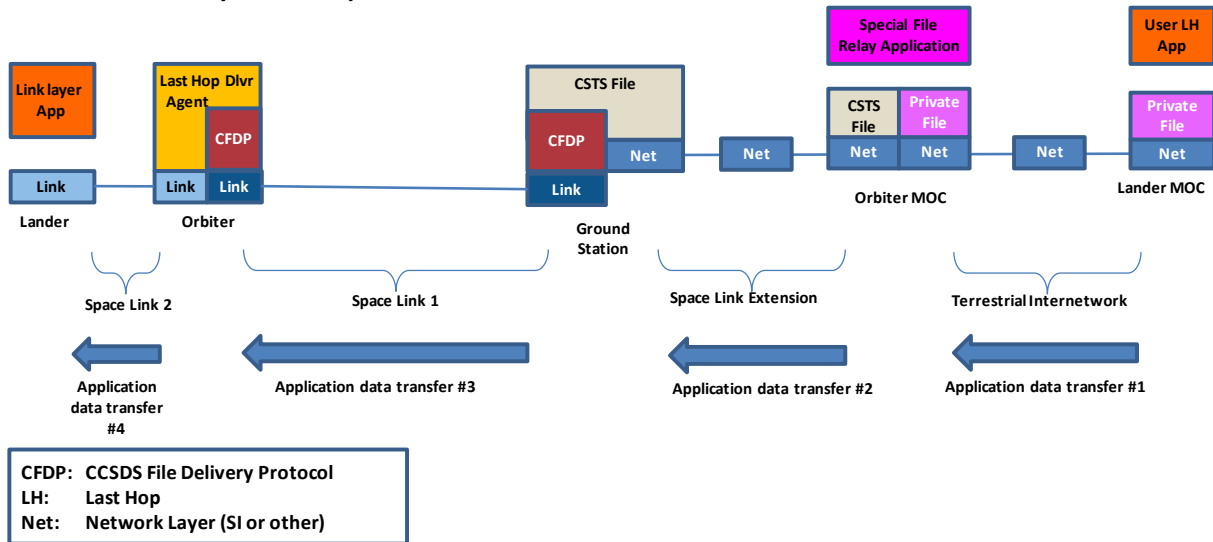 Special File
Relay Application
User LH
App
Link layer
App
Last Hop Dlvr
Agent
CFDP
CSTS File
CFDP
Net
Net
CSTS
File
Private
File
Net
Net
Net
Private
File
Net
Link
Link
Link
Link
Lander
Orbiter
Ground
Station
Orbiter MOC
Lander MOC
Space Link 2
Space Link 1
Space Link Extension
Terrestrial Internetwork
Application
data transfer
#4
Application data transfer #3
Application data transfer #2
Application data transfer #1
CFDP: CCSDS File Delivery Protocol
LH: Last Hop
Net: Network Layer (SI or other)